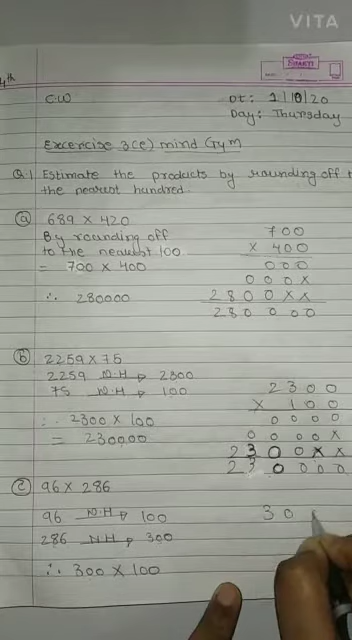 VITA
SHAKTI
4th
C.W
Dt: 1/10/20
Day: Thursday
Excercise 3(e) mind Gym
Q.1 Estimate the products by rounding off t
the nearest hundred.
(a) 689 × 420
By rounding off
to the nearest 100.
= 700 × 400
∴ 280000
700
× 400
000
000×
2800××
280000
(b) 2259 × 75
2259 N.H → 2300
75 N.H → 100
∴ 2300 × 100
= 230000
2300
× 100
0000
0000×
2300××
230000
(c) 96 × 286
96 N.H → 100
286 NH → 300
∴ 300 × 100
30